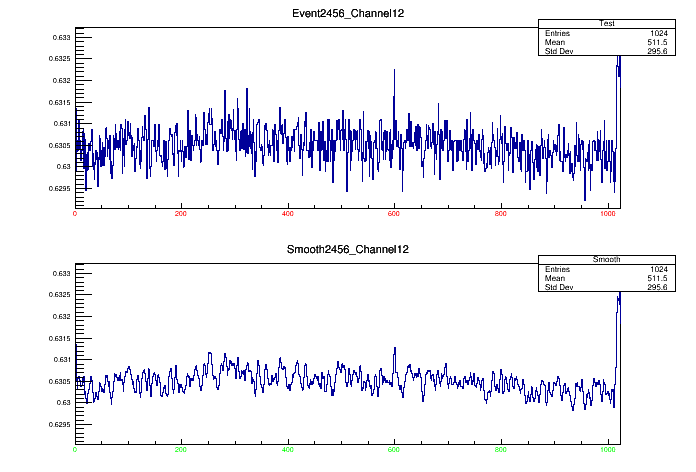 Event2456_Channel12
Test
Entries 1024
Mean 511.5
Std Dev 295.6
0.633
0.6325
0.632
0.6315
0.631
0.6305
0.63
0.6295
0 200 400 600 800 1000
Smooth2456_Channel12
Smooth
Entries 1024
Mean 511.5
Std Dev 295.6
0.633
0.6325
0.632
0.6315
0.631
0.6305
0.63
0.6295
0 200 400 600 800 1000